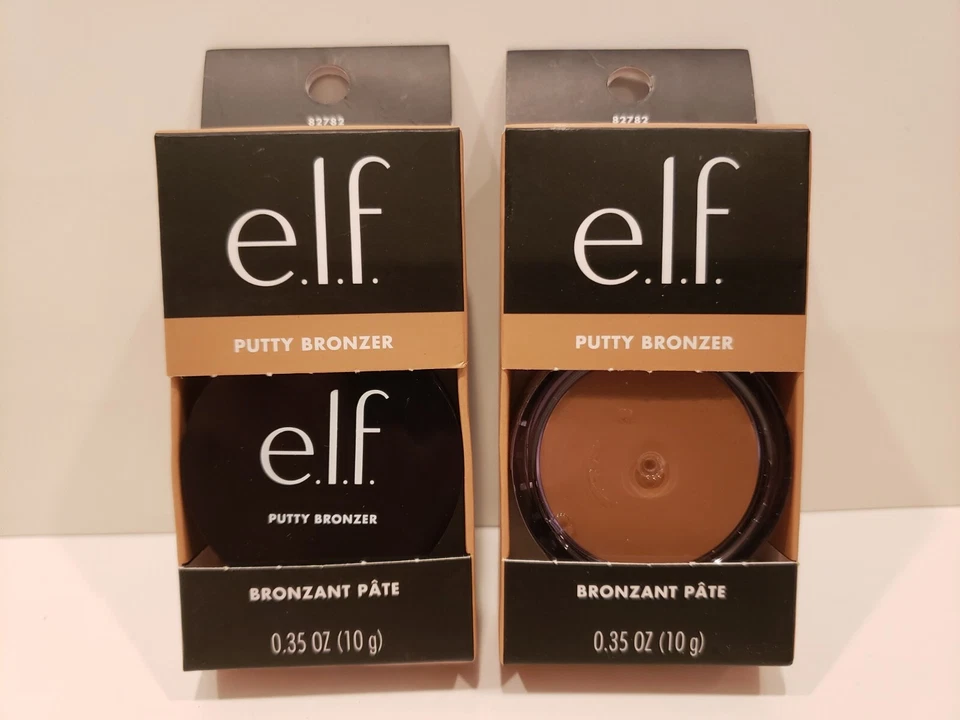 82782
e.l.f.
PUTTY BRONZER
e.l.f.
PUTTY BRONZER
BRONZANT PÂTE
0.35 OZ (10 g)
82782
e.l.f.
PUTTY BRONZER
BRONZANT PÂTE
0.35 OZ (10 g)